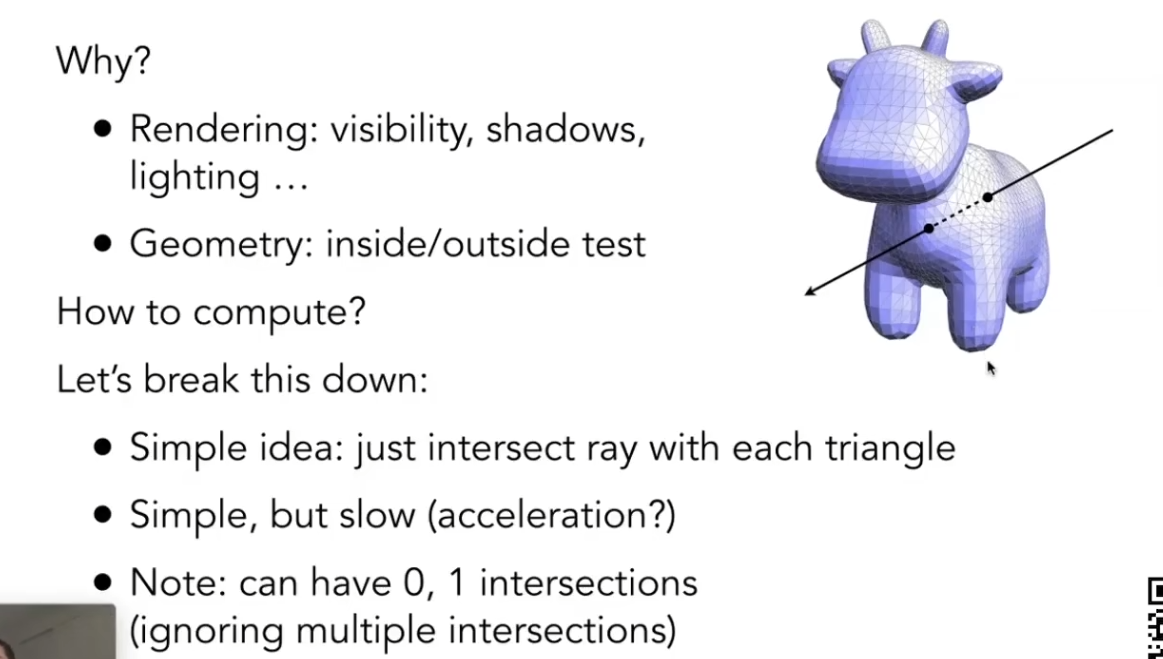 Why?
● Rendering: visibility, shadows,
lighting …
● Geometry: inside/outside test
How to compute?
Let’s break this down:
● Simple idea: just intersect ray with each triangle
● Simple, but slow (acceleration?)
● Note: can have 0, 1 intersections
(ignoring multiple intersections)